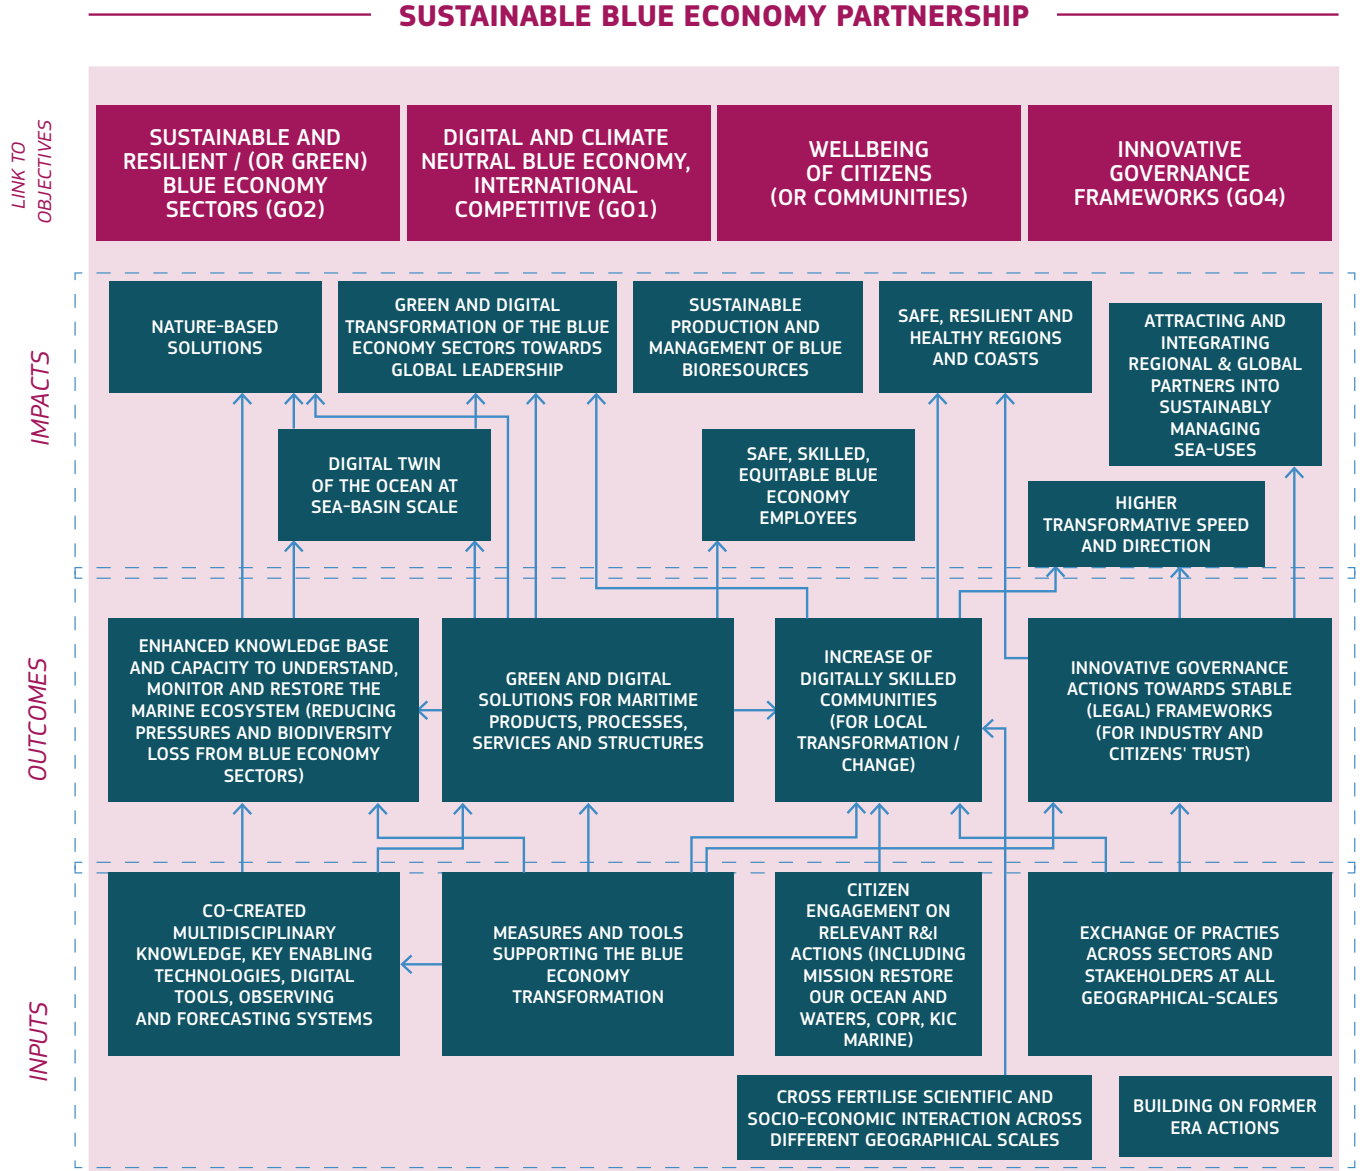 SUSTAINABLE BLUE ECONOMY PARTNERSHIP
LINK TO
OBJECTIVES
SUSTAINABLE AND
RESILIENT / (OR GREEN)
BLUE ECONOMY
SECTORS (GO2)
DIGITAL AND CLIMATE
NEUTRAL BLUE ECONOMY,
INTERNATIONAL
COMPETITIVE (GO1)
WELLBEING
OF CITIZENS
(OR COMMUNITIES)
INNOVATIVE
GOVERNANCE
FRAMEWORKS (GO4)
IMPACTS
NATURE-BASED
SOLUTIONS
GREEN AND DIGITAL
TRANSFORMATION OF THE BLUE
ECONOMY SECTORS TOWARDS
GLOBAL LEADERSHIP
SUSTAINABLE
PRODUCTION AND
MANAGEMENT OF BLUE
BIORESOURCES
SAFE, RESILIENT AND
HEALTHY REGIONS
AND COASTS
ATTRACTING AND
INTEGRATING
REGIONAL & GLOBAL
PARTNERS INTO
SUSTAINABLY
MANAGING
SEA-USES
DIGITAL TWIN
OF THE OCEAN AT
SEA-BASIN SCALE
SAFE, SKILLED,
EQUITABLE BLUE
ECONOMY
EMPLOYEES
HIGHER
TRANSFORMATIVE SPEED
AND DIRECTION
OUTCOMES
ENHANCED KNOWLEDGE BASE
AND CAPACITY TO UNDERSTAND,
MONITOR AND RESTORE THE
MARINE ECOSYSTEM (REDUCING
PRESSURES AND BIODIVERSITY
LOSS FROM BLUE ECONOMY
SECTORS)
GREEN AND DIGITAL
SOLUTIONS FOR MARITIME
PRODUCTS, PROCESSES,
SERVICES AND STRUCTURES
INCREASE OF
DIGITALLY SKILLED
COMMUNITIES
(FOR LOCAL
TRANSFORMATION /
CHANGE)
INNOVATIVE GOVERNANCE
ACTIONS TOWARDS STABLE
(LEGAL) FRAMEWORKS
(FOR INDUSTRY AND
CITIZENS' TRUST)
INPUTS
CO-CREATED
MULTIDISCIPLINARY
KNOWLEDGE, KEY ENABLING
TECHNOLOGIES, DIGITAL
TOOLS, OBSERVING
AND FORECASTING SYSTEMS
MEASURES AND TOOLS
SUPPORTING THE BLUE
ECONOMY
TRANSFORMATION
CITIZEN
ENGAGEMENT ON
RELEVANT R&I
ACTIONS (INCLUDING
MISSION RESTORE
OUR OCEAN AND
WATERS, COPR, KIC
MARINE)
EXCHANGE OF PRACTIES
ACROSS SECTORS AND
STAKEHOLDERS AT ALL
GEOGRAPHICAL-SCALES
CROSS FERTILISE SCIENTIFIC AND
SOCIO-ECONOMIC INTERACTION ACROSS
DIFFERENT GEOGRAPHICAL SCALES
BUILDING ON FORMER
ERA ACTIONS